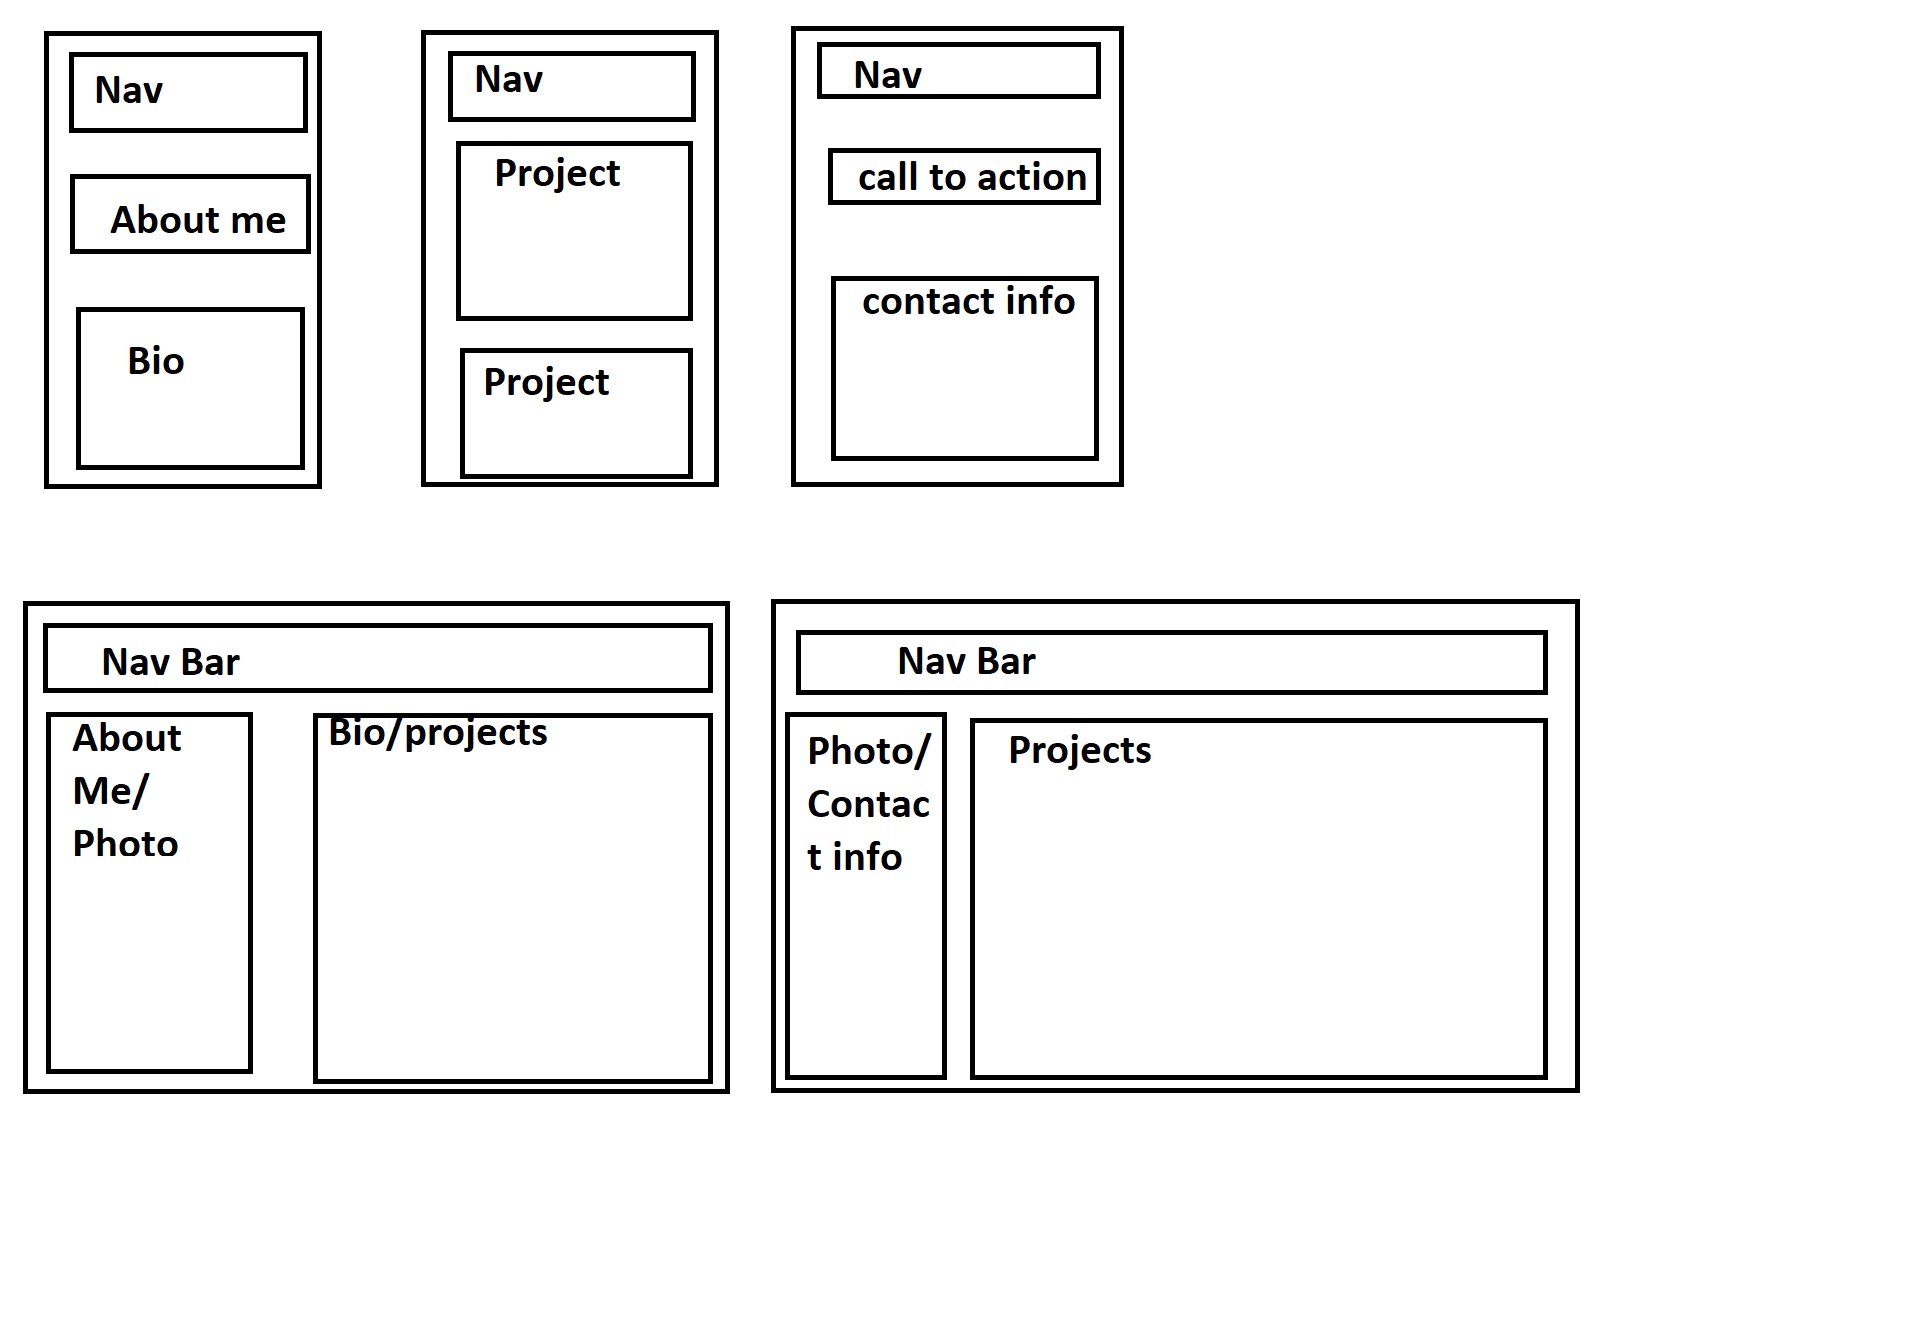 Nav
About me
Bio
Nav
Project
Project
Nav
call to action
contact info
Nav Bar
About
Me/
Photo
Bio/projects
Nav Bar
Photo/
Contac
t info
Projects